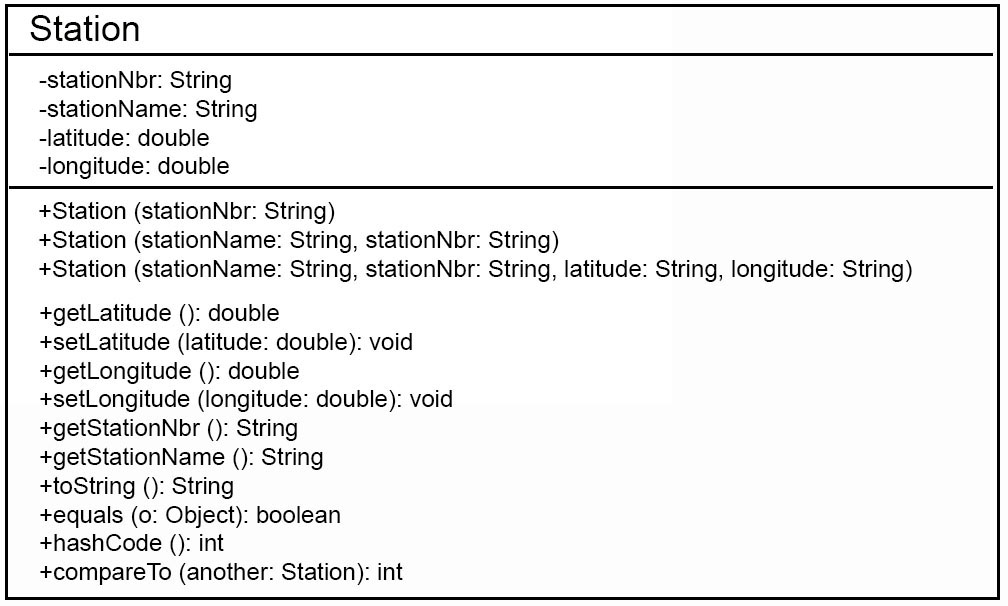 Station
-stationNbr: String
-stationName: String
-latitude: double
-longitude: double
+Station (stationNbr: String)
+Station (stationName: String, stationNbr: String)
+Station (stationName: String, stationNbr: String, latitude: String, longitude: String)
+getLatitude (): double
+setLatitude (latitude: double): void
+getLongitude (): double
+setLongitude (longitude: double): void
+getStationNbr (): String
+getStationName (): String
+toString (): String
+equals (o: Object): boolean
+hashCode (): int
+compareTo (another: Station): int